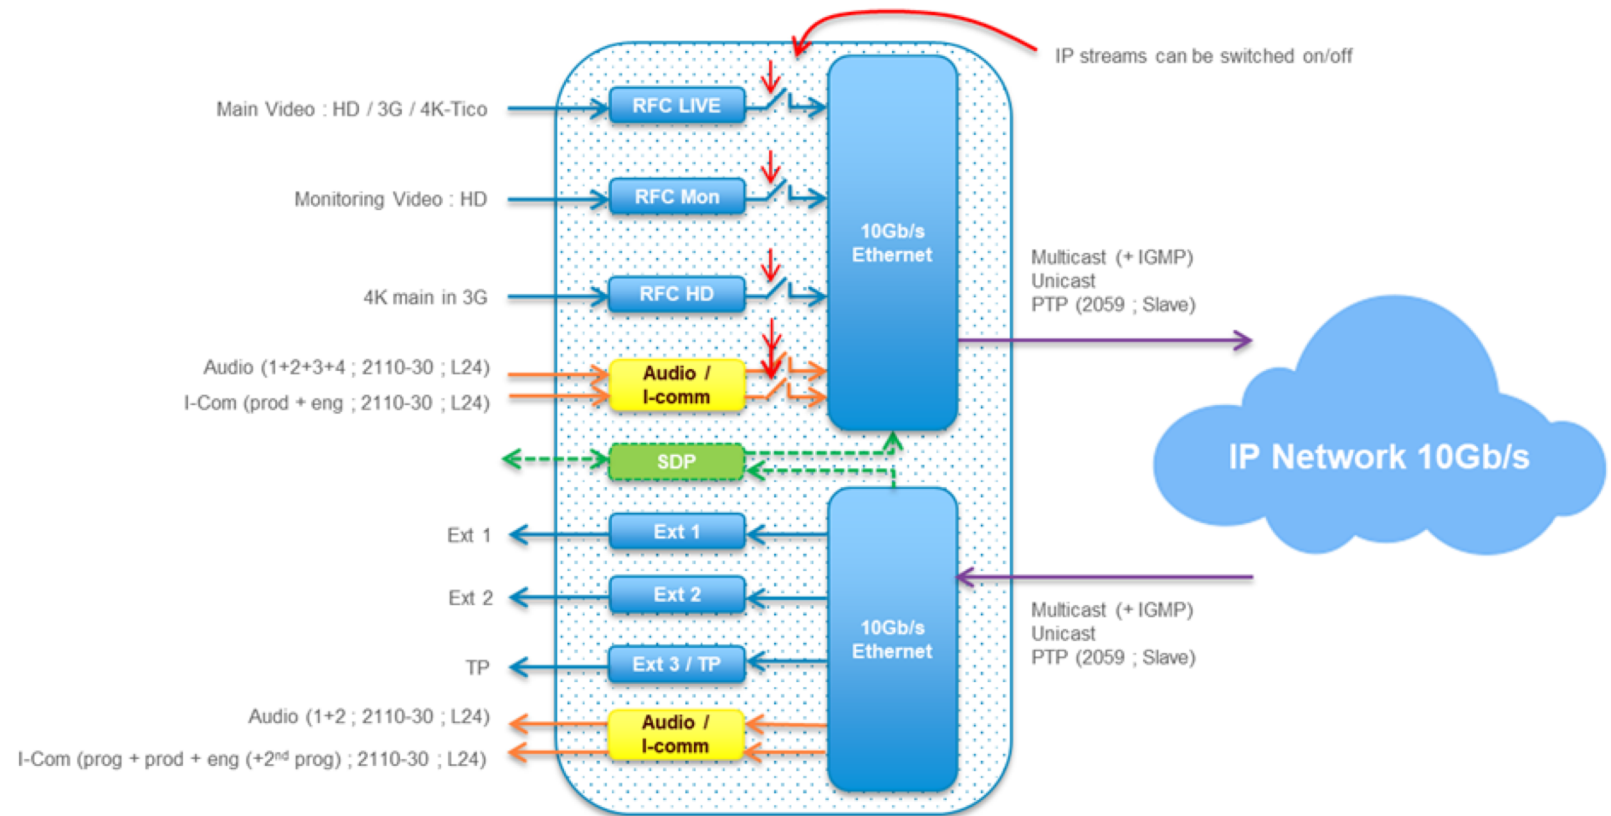 IP streams can be switched on/off
Main Video : HD / 3G / 4K-Tico
RFC LIVE
Monitoring Video : HD
RFC Mon
10Gb/s
Ethernet
4K main in 3G
RFC HD
Multicast (+ IGMP)
Unicast
PTP (2059 ; Slave)
Audio (1+2+3+4 ; 2110-30 ; L24)
I-Com (prod + eng ; 2110-30 ; L24)
Audio /
I-comm
SDP
IP Network 10Gb/s
Ext 1
Ext 1
Ext 2
Ext 2
TP
Ext 3 / TP
10Gb/s
Ethernet
Multicast (+ IGMP)
Unicast
PTP (2059 ; Slave)
Audio (1+2 ; 2110-30 ; L24)
I-Com (prog + prod + eng (+2nd prog) ; 2110-30 ; L24)
Audio /
I-comm